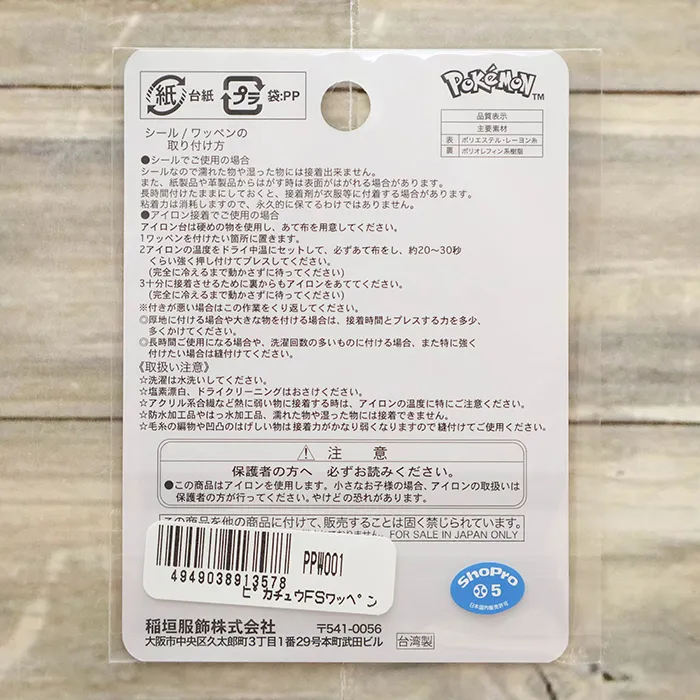 紙 台紙 プラ 袋:PP
POKÉMON TM
品質表示
主要素材
表 ポリエステル・レーヨン糸
裏 ポリオレフィン系樹脂
シール/ワッペンの
取り付け方
●シールでご使用の場合
シールなので濡れた物や湿った物には接着出来ません。
また、紙製品や革製品からはがす時は表面がはがれる場合があります。
長時間付けたままにしておくと、接着剤が衣服等に付着する場合があります。
粘着力は消耗しますので、永久的に保てるわけではありません。
●アイロン接着でご使用の場合
アイロン台は硬めの物を使用し、あて布を用意してください。
1ワッペンを付けたい箇所に置きます。
2アイロンの温度をドライ中温にセットして、必ずあて布をし、約20～30秒
くらい強く押し付けてプレスしてください。
(完全に冷えるまで動かさずに待ってください)
3十分に接着させるために裏からもアイロンをあててください。
(完全に冷えるまで動かさずに待ってください)
※付きが悪い場合はこの作業をくり返してください。
◎厚地に付ける場合や大きな物を付ける場合は、接着時間とプレスする力を多少、
多くかけてください。
◎長時間ご使用になる場合や、洗濯回数の多いものに付ける場合、また特に強く
付けたい場合は縫付けてください。
《取扱い注意》
☆洗濯は水洗いしてください。
☆塩素漂白、ドライクリーニングはおさけください。
☆アクリル系合繊など熱に弱い物に接着する時は、アイロンの温度に特にご注意ください。
☆防水加工品やはっ水加工品、濡れた物や湿った物には接着できません。
☆毛糸の編物や凹凸のはげしい物は接着力がかなり弱くなりますので縫付けてご使用ください。
⚠ 注 意
保護者の方へ 必ずお読みください。
●この商品はアイロンを使用します。小さなお子様の場合、アイロンの取扱いは
保護者の方が行ってください。やけどの恐れがあります。
この商品を他の商品に付けて、販売することは固く禁じられています。
FOR SALE IN JAPAN ONLY
4949038913578
PPW001
ピカチュウFSワッペン
ShoPro
5
日本国内販売許可
稲垣服飾株式会社 〒541-0056
大阪市中央区久太郎町3丁目1番29号本町武田ビル
台湾製